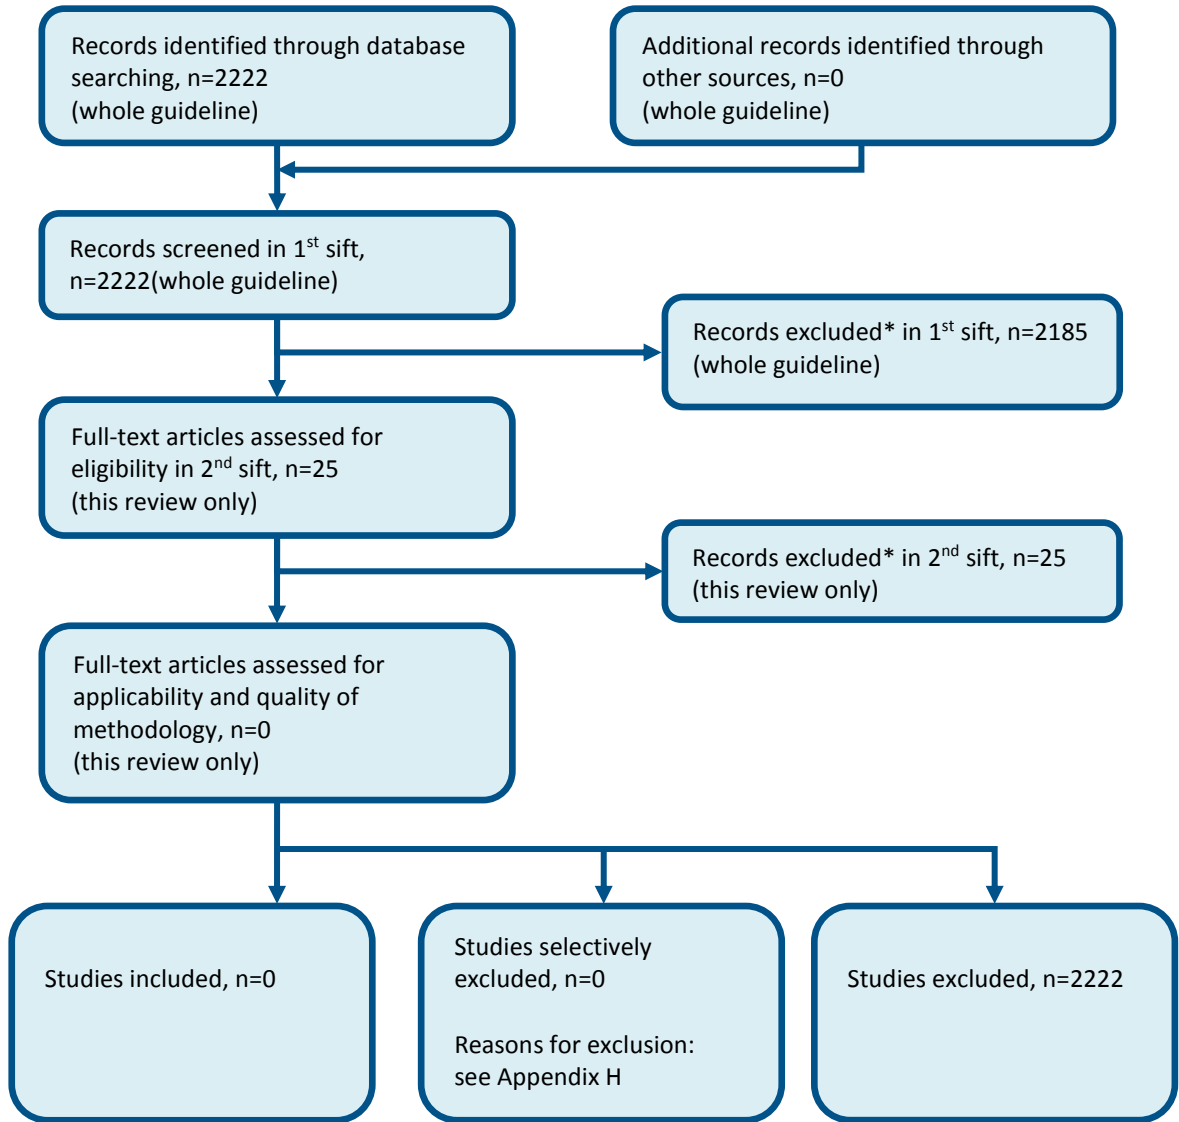 Records identified through database
searching, n=2222
(whole guideline)
Additional records identified through
other sources, n=0
(whole guideline)
Records screened in 1st sift,
n=2222(whole guideline)
Records excluded* in 1st sift, n=2185
(whole guideline)
Full-text articles assessed for
eligibility in 2nd sift, n=25
(this review only)
Records excluded* in 2nd sift, n=25
(this review only)
Full-text articles assessed for
applicability and quality of
methodology, n=0
(this review only)
Studies included, n=0
Studies selectively
excluded, n=0
Reasons for exclusion:
see Appendix H
Studies excluded, n=2222